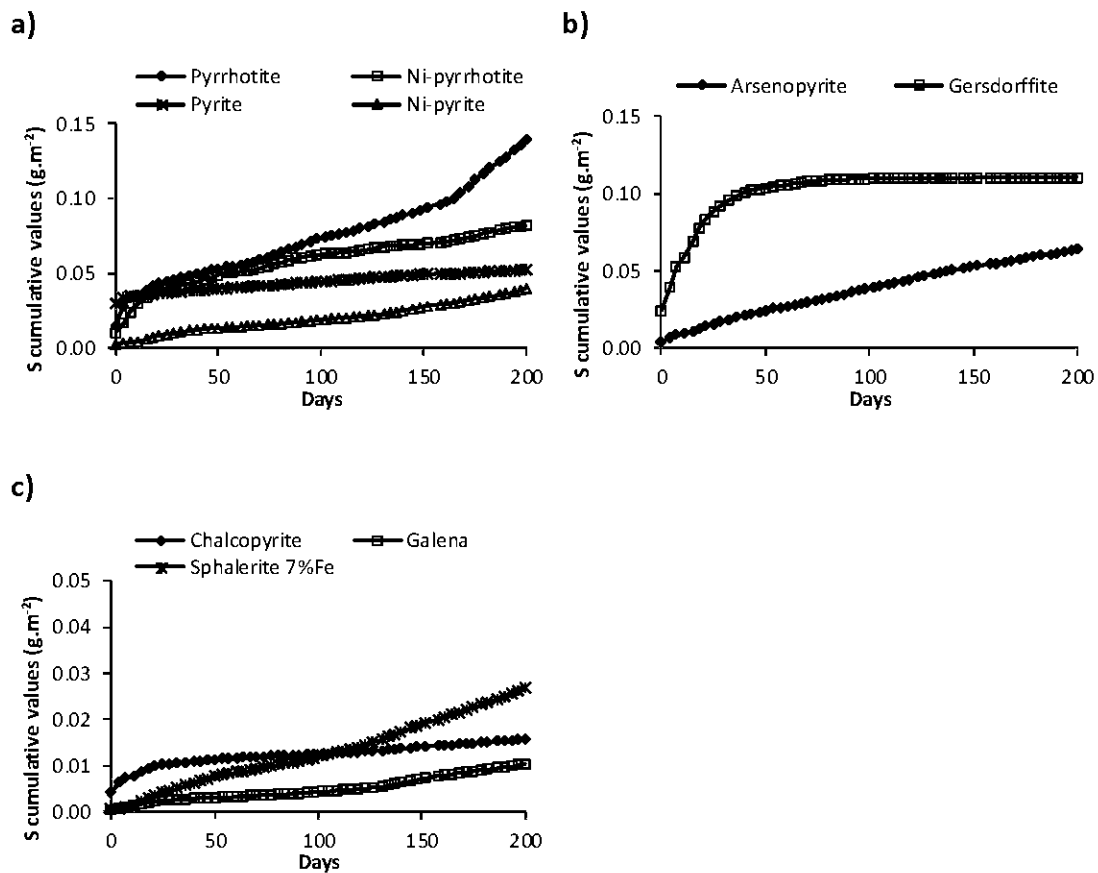 a)
Pyrrhotite Ni-pyrrhotite
Pyrite Ni-pyrite
S cumulative values (g.m⁻²)
0.15
0.10
0.05
0.00
0 50 100 150 200
Days
b)
Arsenopyrite Gersdorffite
S cumulative values (g.m⁻²)
0.15
0.10
0.05
0.00
0 50 100 150 200
Days
c)
Chalcopyrite Galena
Sphalerite 7%Fe
S cumulative values (g.m⁻²)
0.05
0.04
0.03
0.02
0.01
0.00
0 50 100 150 200
Days